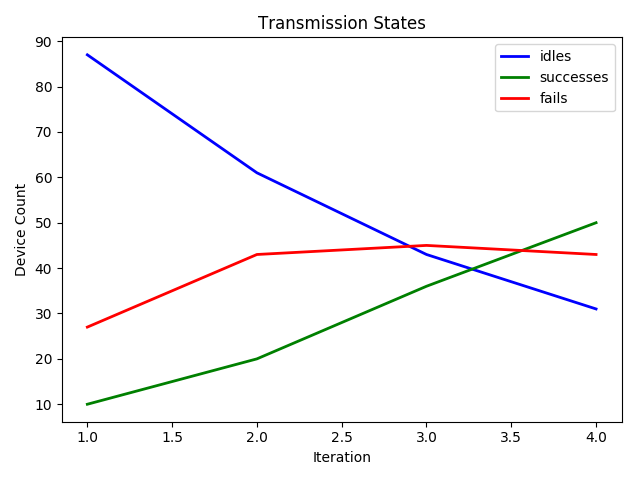 Transmission States
90
80
70
60
50
40
30
20
10
Device Count
idles
successes
fails
1.0 1.5 2.0 2.5 3.0 3.5 4.0
Iteration